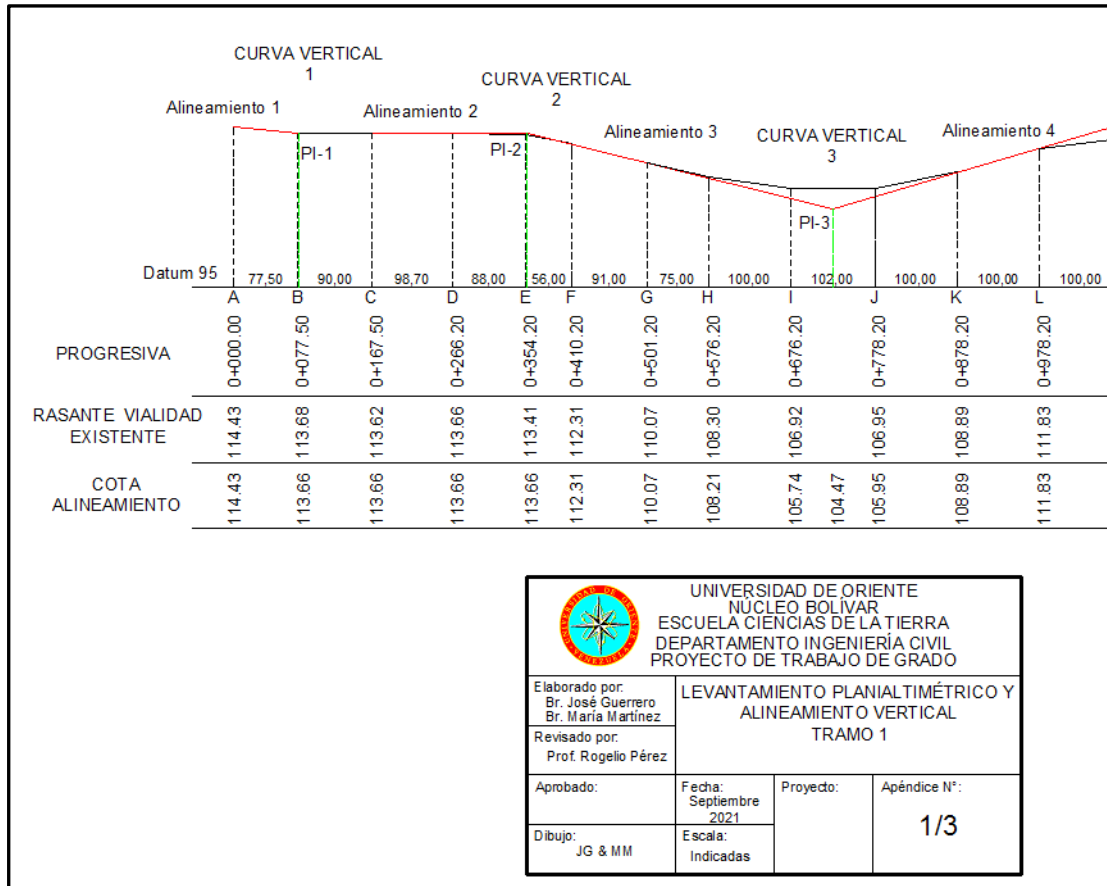 CURVA VERTICAL
1
CURVA VERTICAL
2
Alineamiento 1
Alineamiento 2
Alineamiento 3
CURVA VERTICAL
3
Alineamiento 4
PI-1
PI-2
PI-3
Datum 95
77,50 90,00 98,70 88,00 56,00 91,00 75,00 100,00 102,00 100,00 100,00 100,00
A B C D E F G H I J K L
PROGRESIVA
0+000.00 0+077.50 0+167.50 0+266.20 0+354.20 0+410.20 0+501.20 0+576.20 0+676.20 0+778.20 0+878.20 0+978.20
RASANTE VIALIDAD
EXISTENTE
114.43 113.68 113.62 113.66 113.41 112.31 110.07 108.30 106.92 106.95 108.89 111.83
COTA
ALINEAMIENTO
114.43 113.66 113.66 113.66 113.66 112.31 110.07 108.21 105.74 104.47 105.95 108.89 111.83
UNIVERSIDAD DE ORIENTE
NÚCLEO BOLÍVAR
ESCUELA CIENCIAS DE LA TIERRA
DEPARTAMENTO INGENIERÍA CIVIL
PROYECTO DE TRABAJO DE GRADO
UNIVERSIDAD DE ORIENTE
VENEZUELA
Elaborado por:
Br. José Guerrero
Br. María Martínez
LEVANTAMIENTO PLANIALTIMÉTRICO Y
ALINEAMIENTO VERTICAL
TRAMO 1
Revisado por:
Prof. Rogelio Pérez
Aprobado:
Fecha:
Septiembre
2021
Proyecto:
Apéndice N°:
1/3
Dibujo:
JG & MM
Escala:
Indicadas